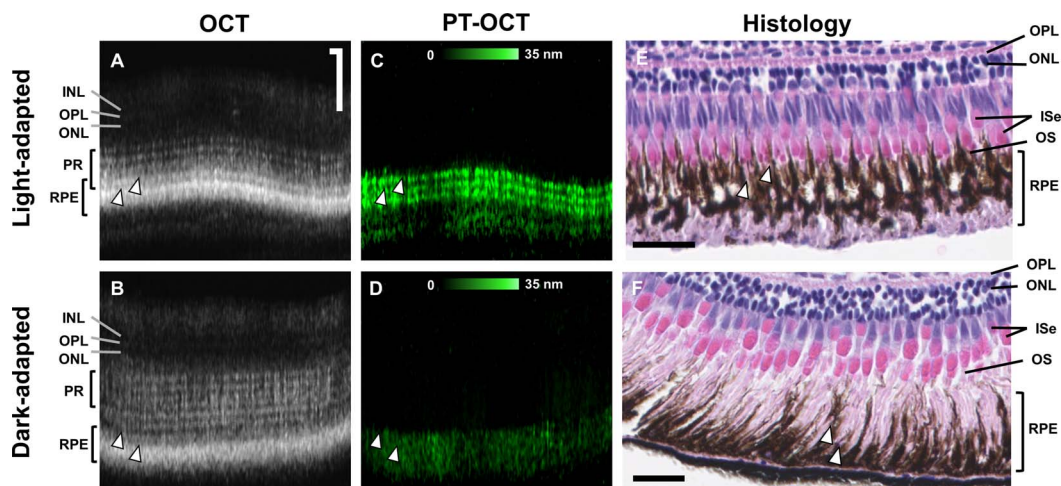 OCT
PT-OCT
Histology
Light-adapted
A
INL
OPL
ONL
PR
RPE
C
0
35 nm
E
OPL
ONL
ISe
OS
RPE
Dark-adapted
B
INL
OPL
ONL
PR
RPE
D
0
35 nm
F
OPL
ONL
ISe
OS
RPE